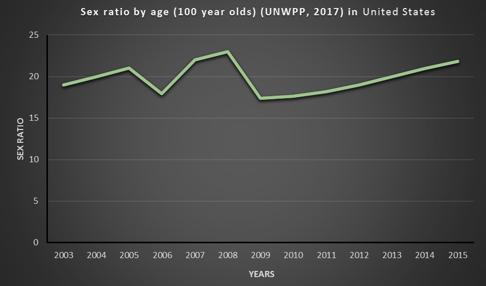 Sex ratio by age (100 year olds) (UNWPP, 2017) in United States
25
20
15
10
5
0
SEX RATIO
2003 2004 2005 2006 2007 2008 2009 2010 2011 2012 2013 2014 2015
YEARS